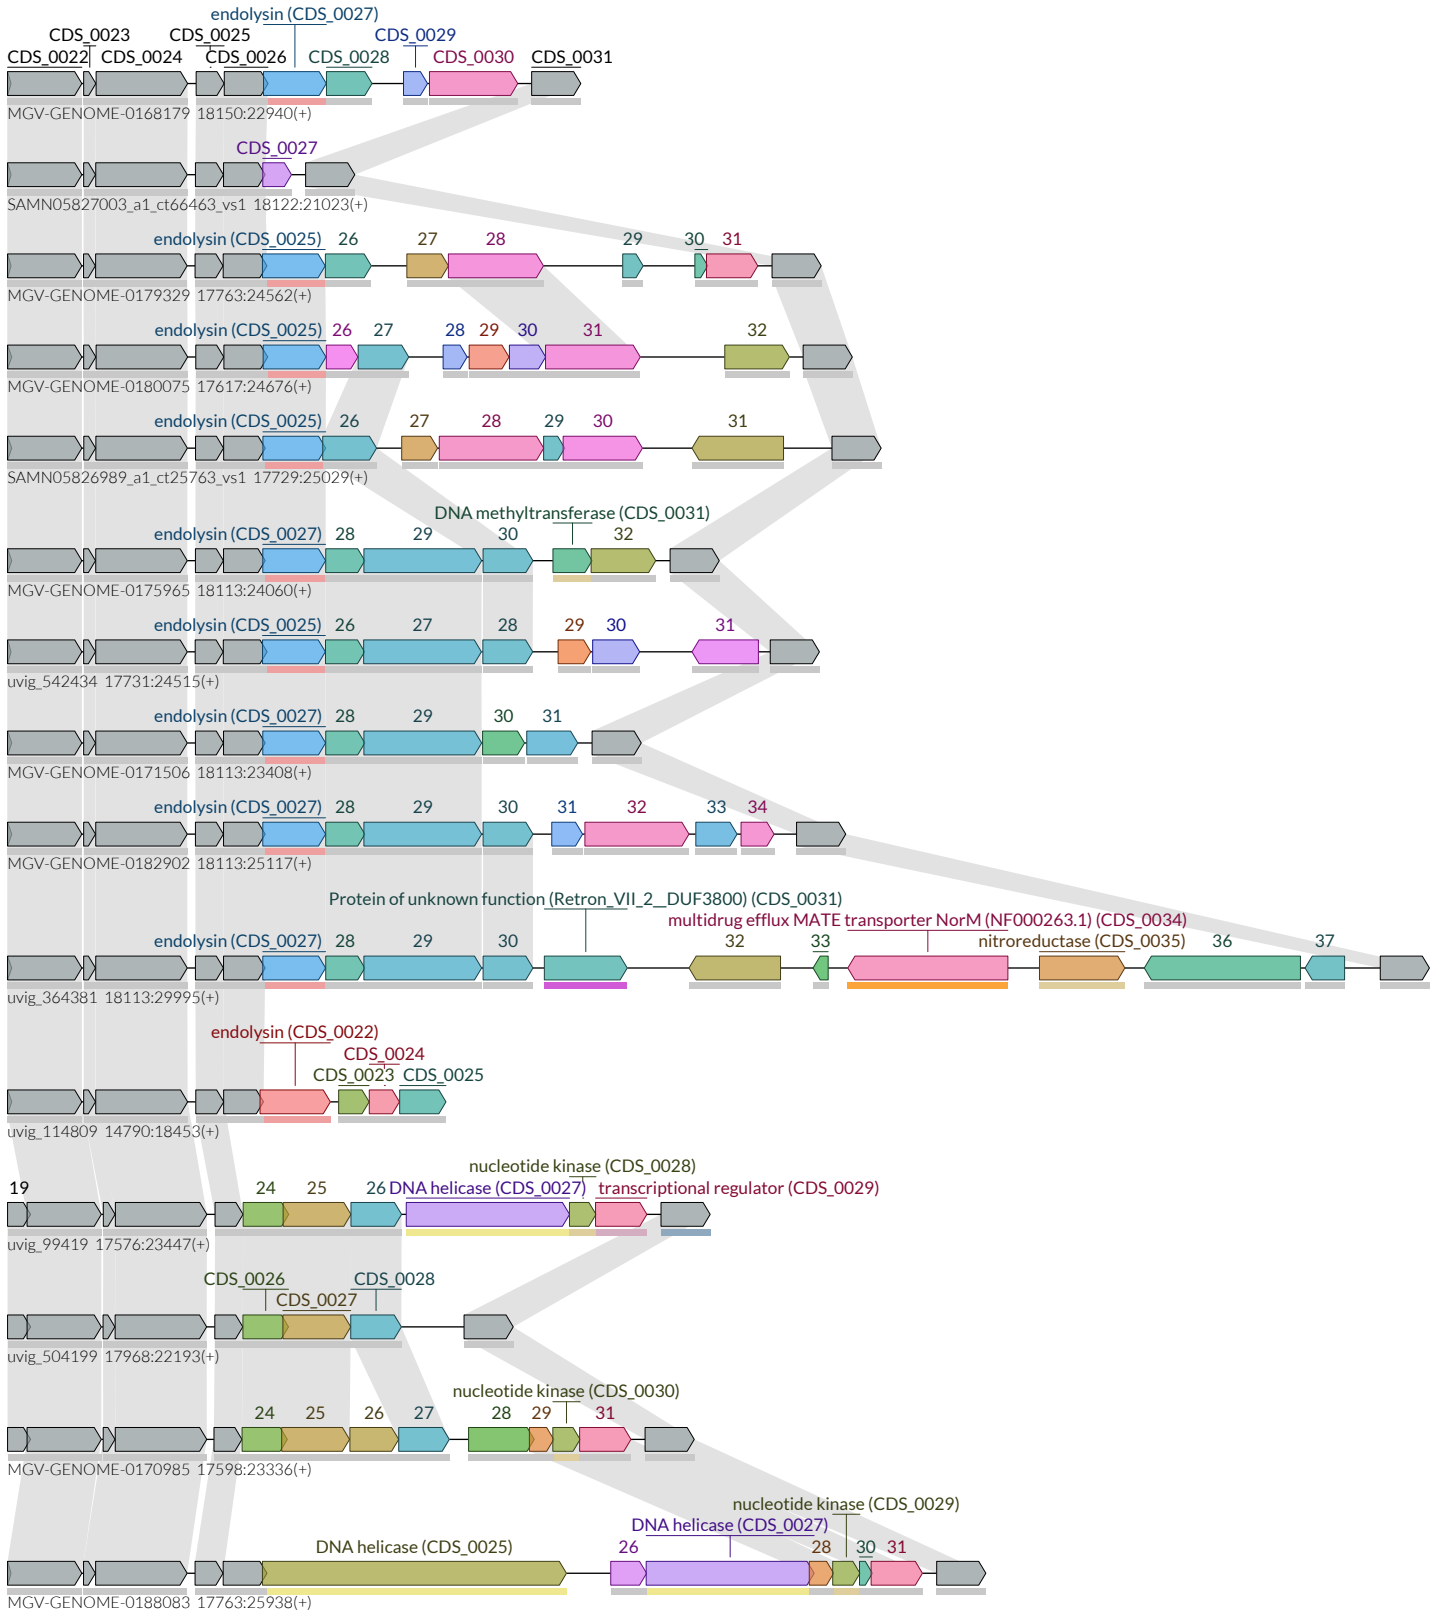 endolysin (CDS_0027)
CDS_0023 CDS_0025 CDS_0029
CDS_0022 CDS_0024 CDS_0026 CDS_0028 CDS_0030 CDS_0031
MGV-GENOME-0168179 18150:22940(+)
CDS_0027
SAMN05827003_a1_ct66463_vs1 18122:21023(+)
endolysin (CDS_0025) 26 27 28 29 30 31
MGV-GENOME-0179329 17763:24562(+)
endolysin (CDS_0025) 26 27 28 29 30 31 32
MGV-GENOME-0180075 17617:24676(+)
endolysin (CDS_0025) 26 27 28 29 30 31
SAMN05826989_a1_ct25763_vs1 17729:25029(+)
DNA methyltransferase (CDS_0031)
endolysin (CDS_0027) 28 29 30 32
MGV-GENOME-0175965 18113:24060(+)
endolysin (CDS_0025) 26 27 28 29 30 31
uvig_542434 17731:24515(+)
endolysin (CDS_0027) 28 29 30 31
MGV-GENOME-0171506 18113:23408(+)
endolysin (CDS_0027) 28 29 30 31 32 33 34
MGV-GENOME-0182902 18113:25117(+)
Protein of unknown function (Retron_VII_2__DUF3800) (CDS_0031)
multidrug efflux MATE transporter NorM (NF000263.1) (CDS_0034)
endolysin (CDS_0027) 28 29 30 32 33 nitroreductase (CDS_0035) 36 37
uvig_364381 18113:29995(+)
endolysin (CDS_0022)
CDS_0024
CDS_0023 CDS_0025
uvig_114809 14790:18453(+)
nucleotide kinase (CDS_0028)
19 24 25 26 DNA helicase (CDS_0027) transcriptional regulator (CDS_0029)
uvig_99419 17576:23447(+)
CDS_0026 CDS_0028
CDS_0027
uvig_504199 17968:22193(+)
nucleotide kinase (CDS_0030)
24 25 26 27 28 29 31
MGV-GENOME-0170985 17598:23336(+)
nucleotide kinase (CDS_0029)
DNA helicase (CDS_0027)
DNA helicase (CDS_0025) 26 28 30 31
MGV-GENOME-0188083 17763:25938(+)